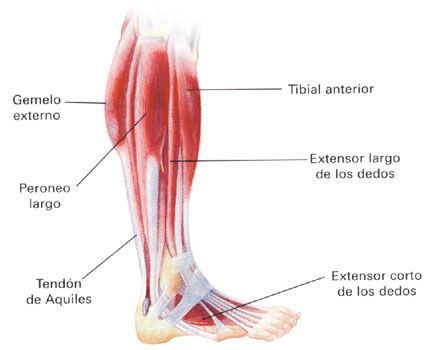 Gemelo
externo
Peroneo
largo
Tendón
de Aquiles
Tibial anterior
Extensor largo
de los dedos
Extensor corto
de los dedos